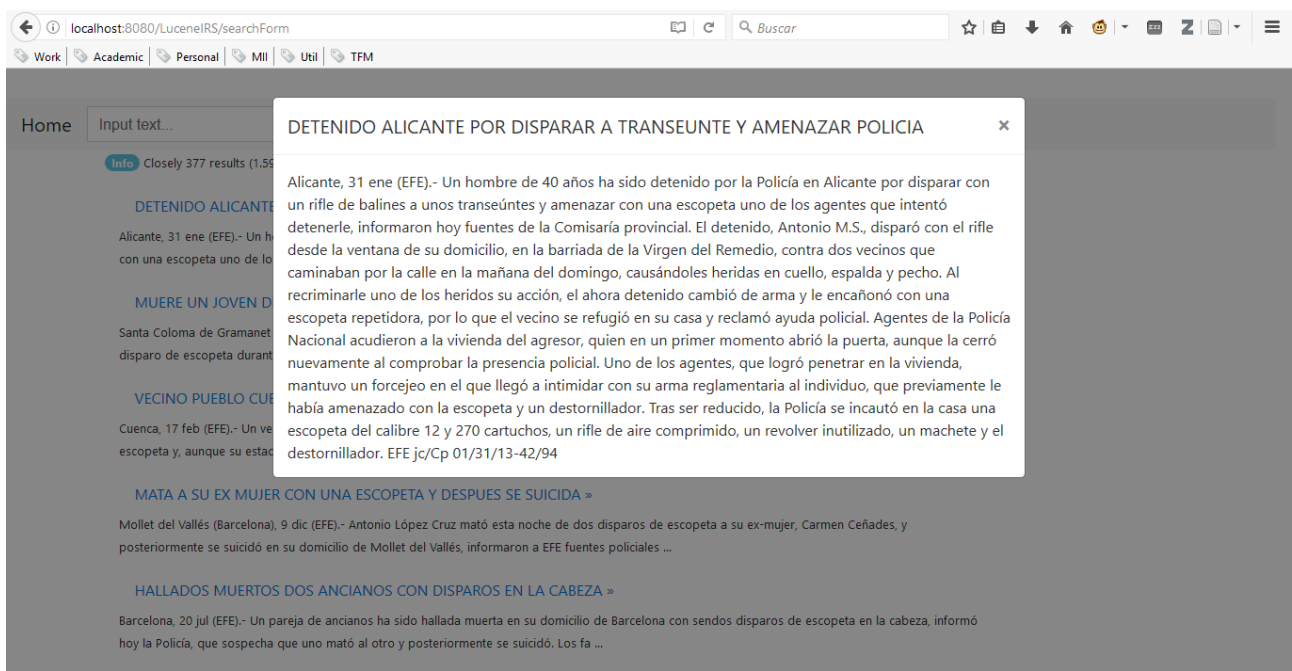 localhost:8080/LuceneIRS/searchForm
Buscar
Work Academic Personal MII Util TFM
Home
Input text...
DETENIDO ALICANTE POR DISPARAR A TRANSEUNTE Y AMENAZAR POLICIA ×
Alicante, 31 ene (EFE).- Un hombre de 40 años ha sido detenido por la Policía en Alicante por disparar con
un rifle de balines a unos transeúntes y amenazar con una escopeta uno de los agentes que intentó
detenerle, informaron hoy fuentes de la Comisaría provincial. El detenido, Antonio M.S., disparó con el rifle
desde la ventana de su domicilio, en la barriada de la Virgen del Remedio, contra dos vecinos que
caminaban por la calle en la mañana del domingo, causándoles heridas en cuello, espalda y pecho. Al
recriminarle uno de los heridos su acción, el ahora detenido cambió de arma y le encañonó con una
escopeta repetidora, por lo que el vecino se refugió en su casa y reclamó ayuda policial. Agentes de la Policía
Nacional acudieron a la vivienda del agresor, quien en un primer momento abrió la puerta, aunque la cerró
nuevamente al comprobar la presencia policial. Uno de los agentes, que logró penetrar en la vivienda,
mantuvo un forcejeo en el que llegó a intimidar con su arma reglamentaria al individuo, que previamente le
había amenazado con la escopeta y un destornillador. Tras ser reducido, la Policía se incautó en la casa una
escopeta del calibre 12 y 270 cartuchos, un rifle de aire comprimido, un revolver inutilizado, un machete y el
destornillador. EFE jc/Cp 01/31/13-42/94
Info Closely 377 results (1.59
DETENIDO ALICANTE
Alicante, 31 ene (EFE).- Un h
con una escopeta uno de lo
MUERE UN JOVEN D
Santa Coloma de Gramanet
disparo de escopeta durant
VECINO PUEBLO CUE
Cuenca, 17 feb (EFE).- Un ve
escopeta y, aunque su estad
MATA A SU EX MUJER CON UNA ESCOPETA Y DESPUES SE SUICIDA »
Mollet del Vallés (Barcelona), 9 dic (EFE).- Antonio López Cruz mató esta noche de dos disparos de escopeta a su ex-mujer, Carmen Ceñades, y
posteriormente se suicidó en su domicilio de Mollet del Vallés, informaron a EFE fuentes policiales ...
HALLADOS MUERTOS DOS ANCIANOS CON DISPAROS EN LA CABEZA »
Barcelona, 20 jul (EFE).- Un pareja de ancianos ha sido hallada muerta en su domicilio de Barcelona con sendos disparos de escopeta en la cabeza, informó
hoy la Policía, que sospecha que uno mató al otro y posteriormente se suicidó. Los fa ...